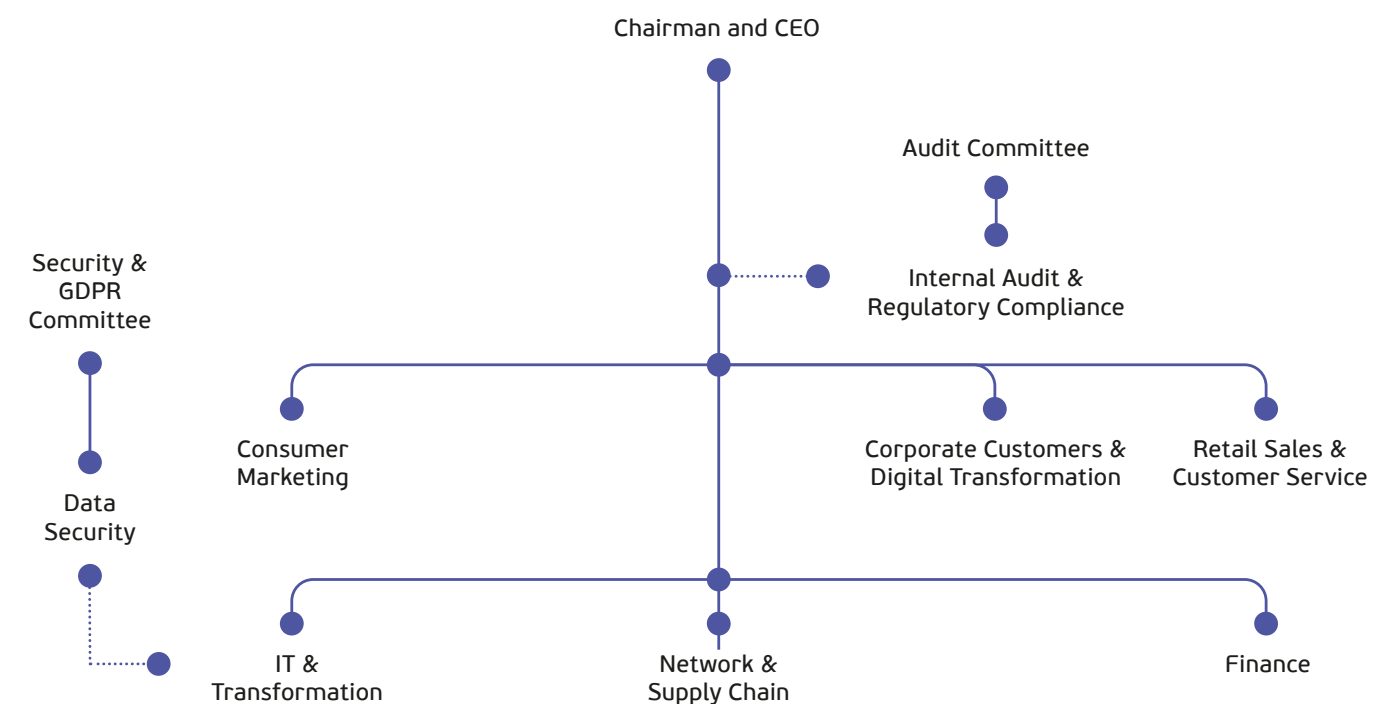 Chairman and CEO
Audit Committee
Security &
GDPR
Committee
Internal Audit &
Regulatory Compliance
Consumer
Marketing
Corporate Customers &
Digital Transformation
Retail Sales &
Customer Service
Data
Security
IT &
Transformation
Network &
Supply Chain
Finance